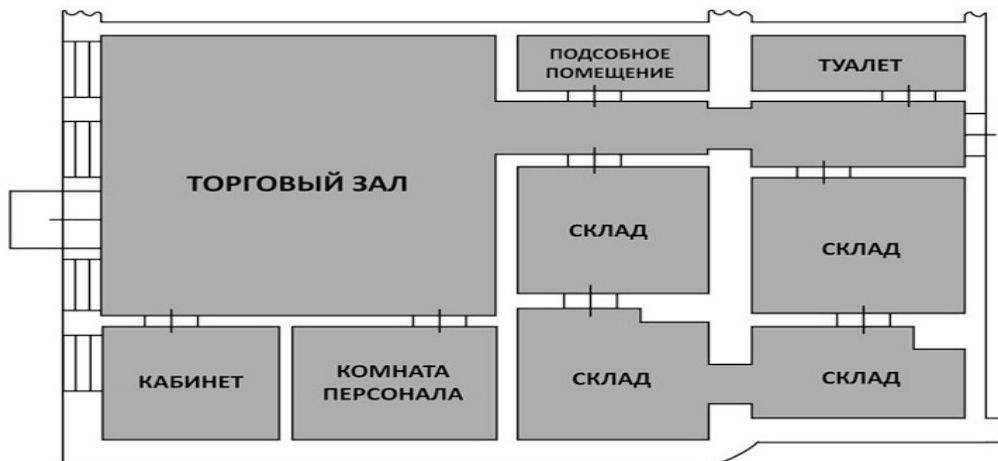 ПОДСОБНОЕ
ПОМЕЩЕНИЕ
ТУАЛЕТ
ТОРГОВЫЙ ЗАЛ
СКЛАД
СКЛАД
КАБИНЕТ
КОМНАТА
ПЕРСОНАЛА
СКЛАД
СКЛАД